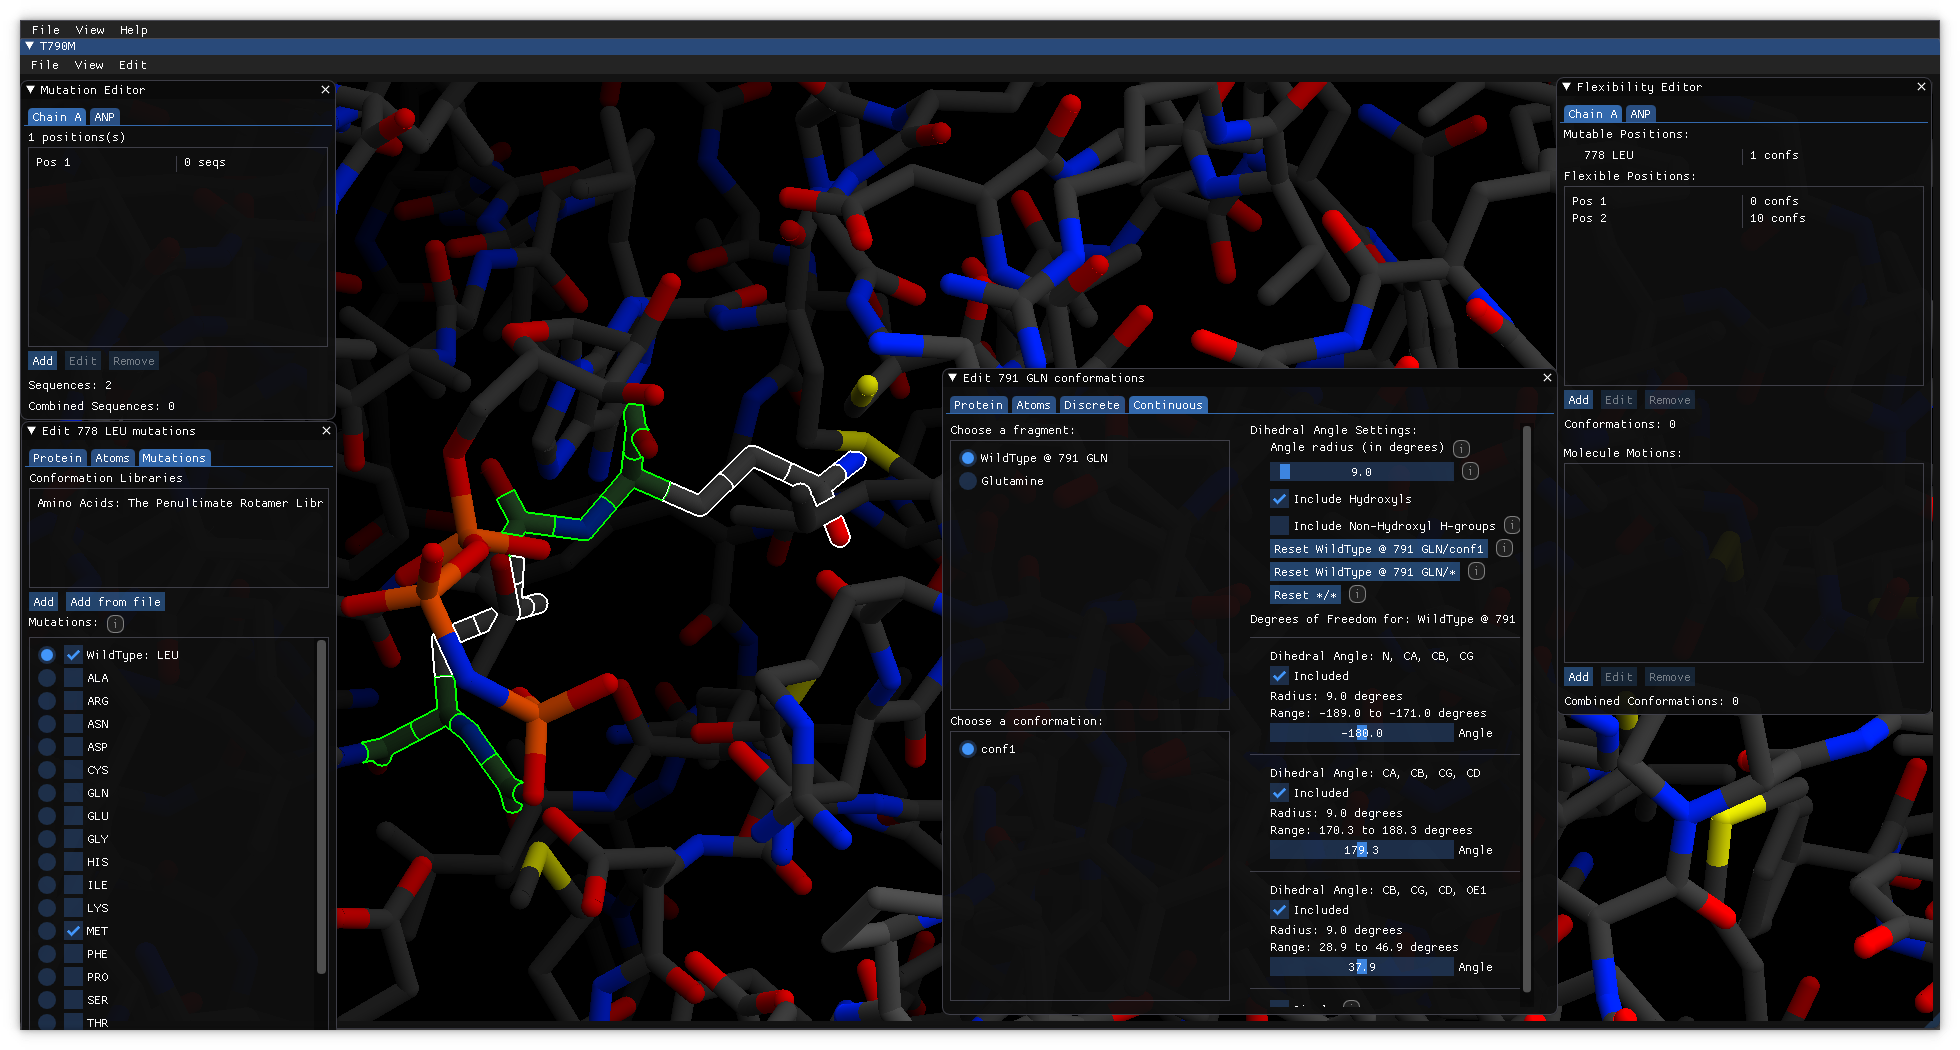 File View Help
T790M
File View Edit
Mutation Editor
Chain A ANP
1 positions(s)
Pos 1 0 seqs
Add Edit Remove
Sequences: 2
Combined Sequences: 0
Edit 778 LEU mutations
Protein Atoms Mutations
Conformation Libraries
Amino Acids: The Penultimate Rotamer Libr
Add Add from file
Mutations: i
WildType: LEU
ALA
ARG
ASN
ASP
CYS
GLN
GLU
GLY
HIS
ILE
LYS
MET
PHE
PRO
SER
THR
Edit 791 GLN conformations
Protein Atoms Discrete Continuous
Choose a fragment:
WildType @ 791 GLN
Glutamine
Choose a conformation:
conf1
Dihedral Angle Settings:
Angle radius (in degrees) i
9.0 i
Include Hydroxyls
Include Non-Hydroxyl H-groups i
Reset WildType @ 791 GLN/conf1 i
Reset WildType @ 791 GLN/* i
Reset */* i
Degrees of Freedom for: WildType @ 791
Dihedral Angle: N, CA, CB, CG
Included
Radius: 9.0 degrees
Range: -189.0 to -171.0 degrees
-180.0 Angle
Dihedral Angle: CA, CB, CG, CD
Included
Radius: 9.0 degrees
Range: 170.3 to 188.3 degrees
179.3 Angle
Dihedral Angle: CB, CG, CD, OE1
Included
Radius: 9.0 degrees
Range: 28.9 to 46.9 degrees
37.9 Angle
Flexibility Editor
Chain A ANP
Mutable Positions:
778 LEU 1 confs
Flexible Positions:
Pos 1 0 confs
Pos 2 10 confs
Add Edit Remove
Conformations: 0
Molecule Motions:
Add Edit Remove
Combined Conformations: 0